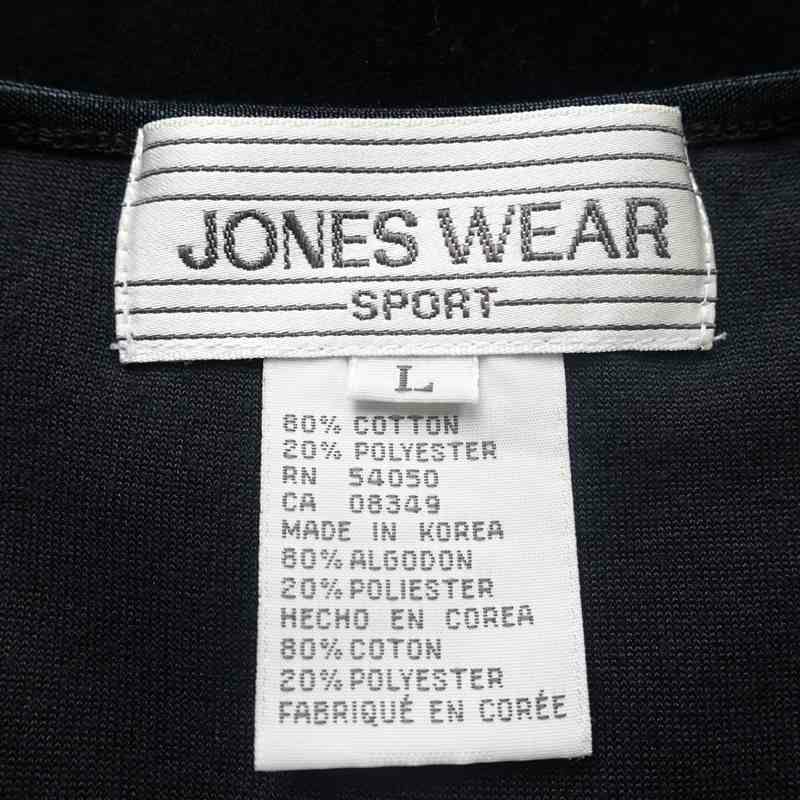 JONES WEAR
SPORT
L
80% COTTON
20% POLYESTER
RN 54050
CA 08349
MADE IN KOREA
80% ALGODON
20% POLIESTER
HECHO EN COREA
80% COTON
20% POLYESTER
FABRIQUÉ EN CORÉE